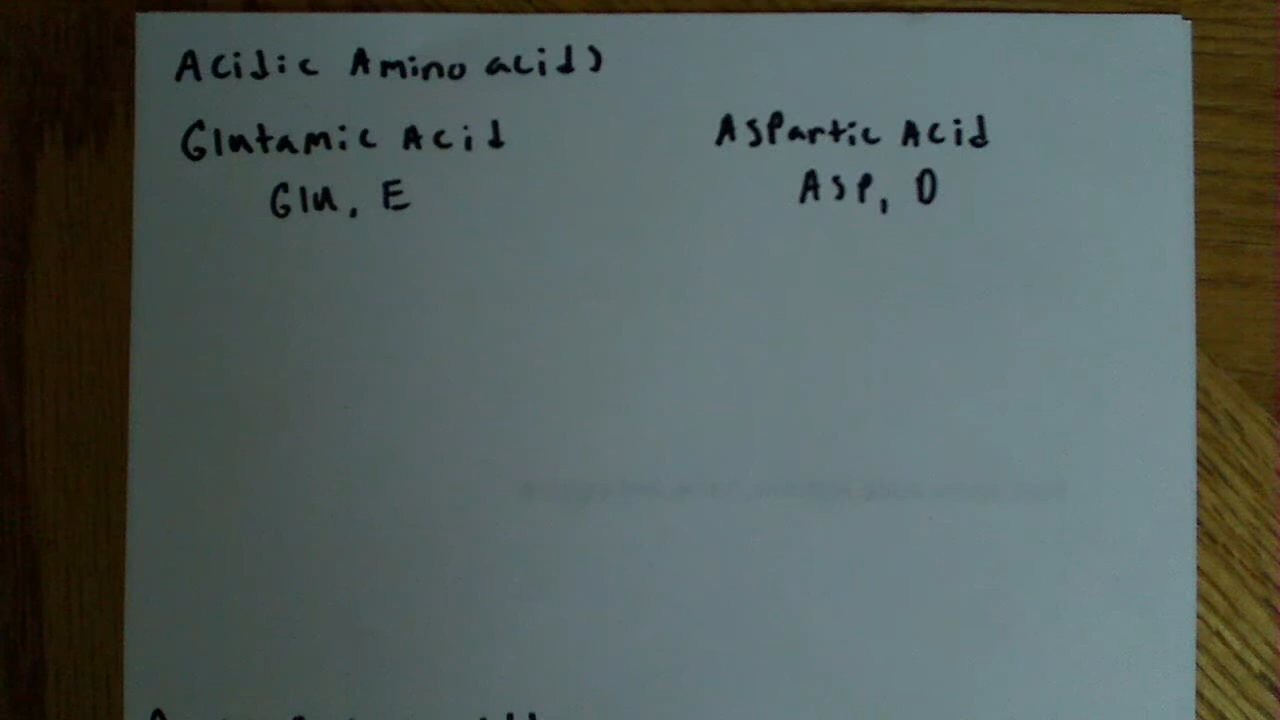 Acidic Amino acids
Glutamic Acid
Aspartic Acid
Glu, E
Asp, D